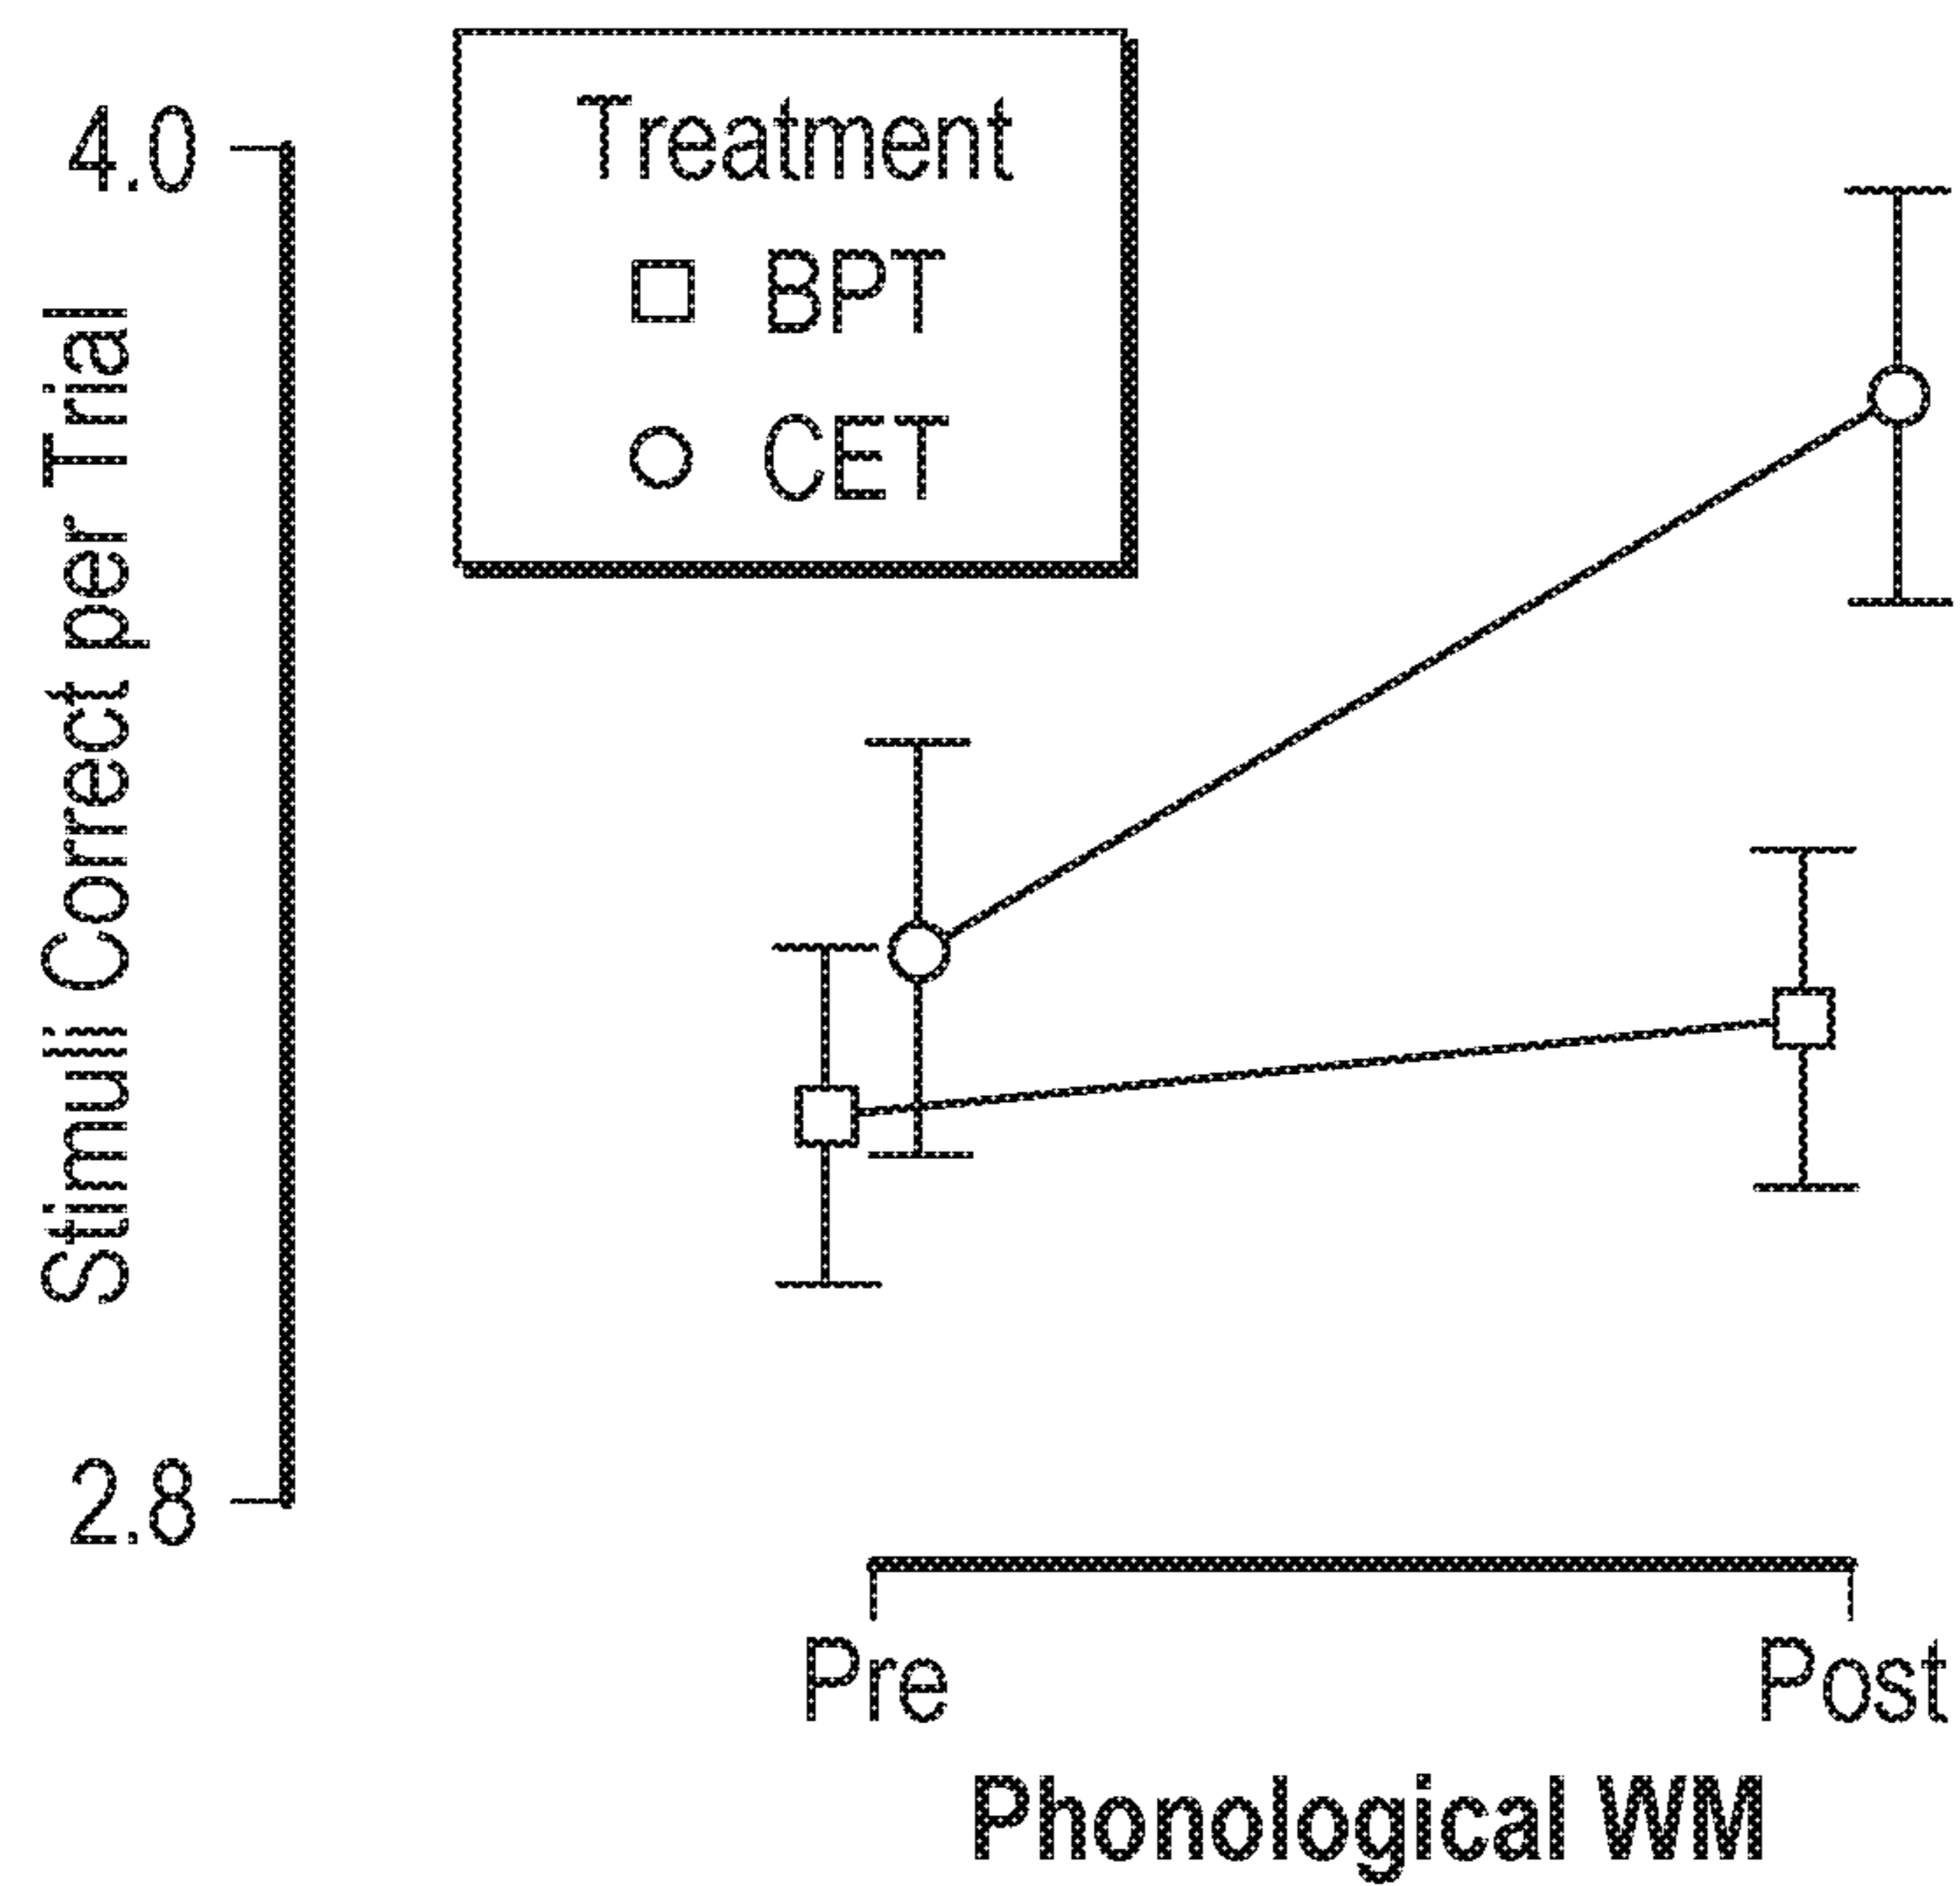 4.0
2.8
Stimuli Correct per Trial
Treatment
BPT
CET
Pre
Post
Phonological WM